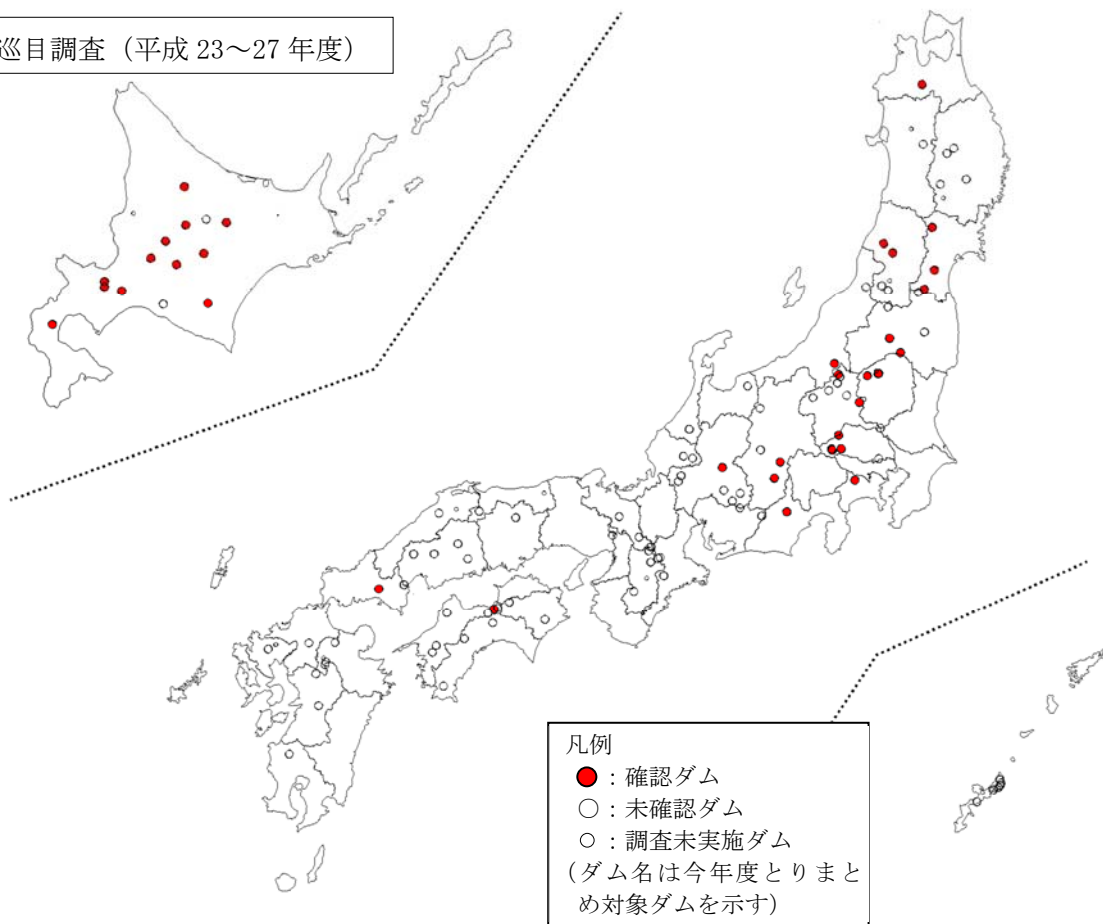 巡目調査（平成 23～27 年度）
凡例
：確認ダム
：未確認ダム
：調査未実施ダム
(ダム名は今年度とりまと
め対象ダムを示す)